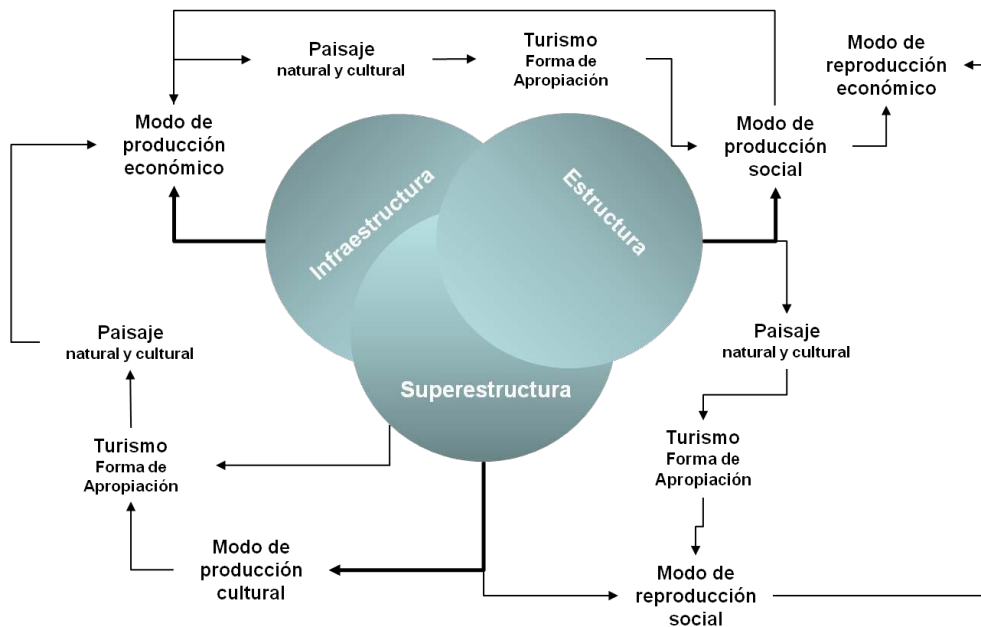 Paisaje
natural y cultural
Turismo
Forma de
Apropiación
Modo de
reproducción
económico
Modo de
producción
económico
Modo de
producción
social
Infraestructura
Estructura
Superestructura
Paisaje
natural y cultural
Paisaje
natural y cultural
Turismo
Forma de
Apropiación
Turismo
Forma de
Apropiación
Modo de
producción
cultural
Modo de
reproducción
social